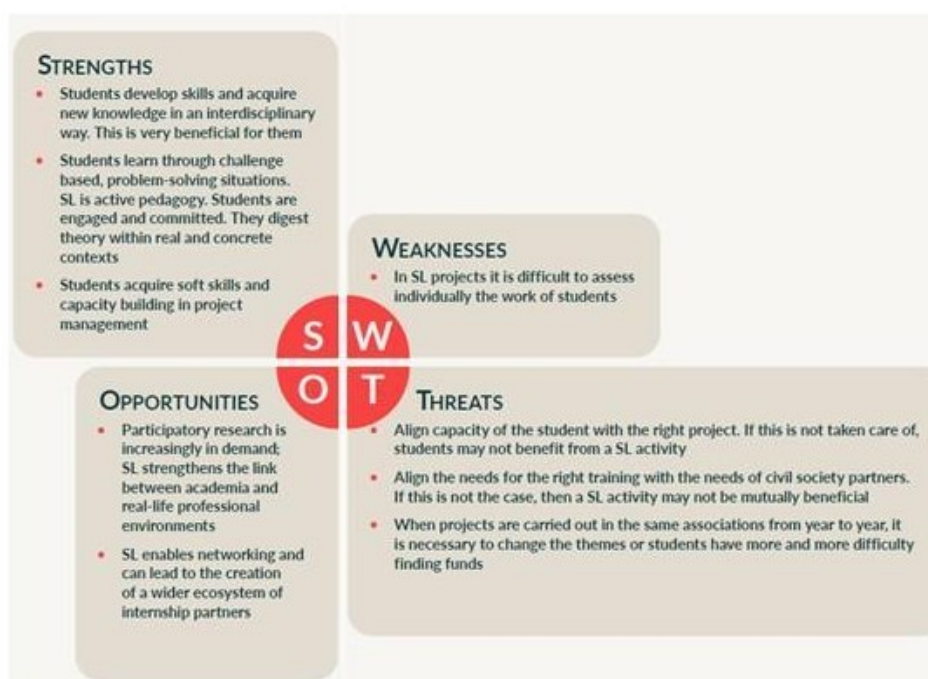 STRENGTHS
• Students develop skills and acquire
new knowledge in an interdisciplinary
way. This is very beneficial for them
• Students learn through challenge
based, problem-solving situations.
SL is active pedagogy. Students are
engaged and committed. They digest
theory within real and concrete
contexts
• Students acquire soft skills and
capacity building in project
management
WEAKNESSES
• In SL projects it is difficult to assess
individually the work of students
S W
O T
OPPORTUNITIES
• Participatory research is
increasingly in demand;
SL strengthens the link
between academia and
real-life professional
environments
• SL enables networking and
can lead to the creation
of a wider ecosystem of
internship partners
THREATS
• Align capacity of the student with the right project. If this is not taken care of,
students may not benefit from a SL activity
• Align the needs for the right training with the needs of civil society partners.
If this is not the case, then a SL activity may not be mutually beneficial
• When projects are carried out in the same associations from year to year, it
is necessary to change the themes or students have more and more difficulty
finding funds